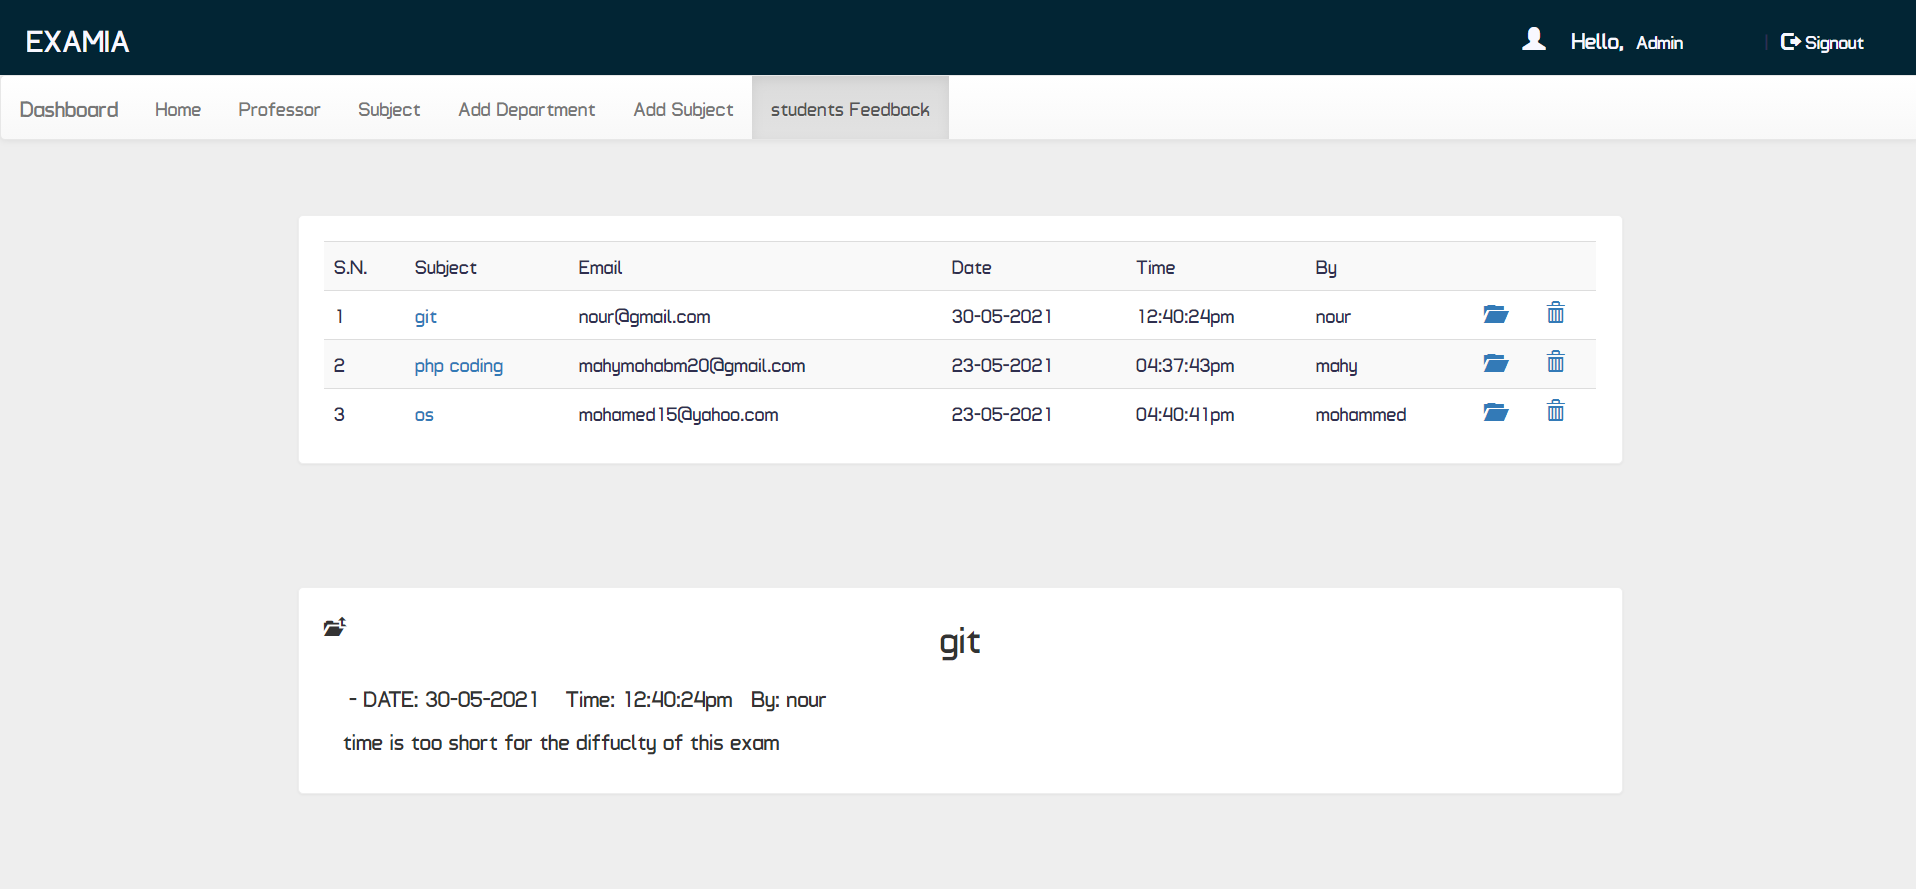 EXAMIA Hello, Admin | Signout
Dashboard Home Professor Subject Add Department Add Subject students Feedback
S.N. Subject Email Date Time By
1 git nour@gmail.com 30-05-2021 12:40:24pm nour
2 php coding mahymohabm20@gmail.com 23-05-2021 04:37:43pm mahy
3 os mohamed15@yahoo.com 23-05-2021 04:40:41pm mohammed
git
- DATE: 30-05-2021 Time: 12:40:24pm By: nour
time is too short for the diffuclty of this exam